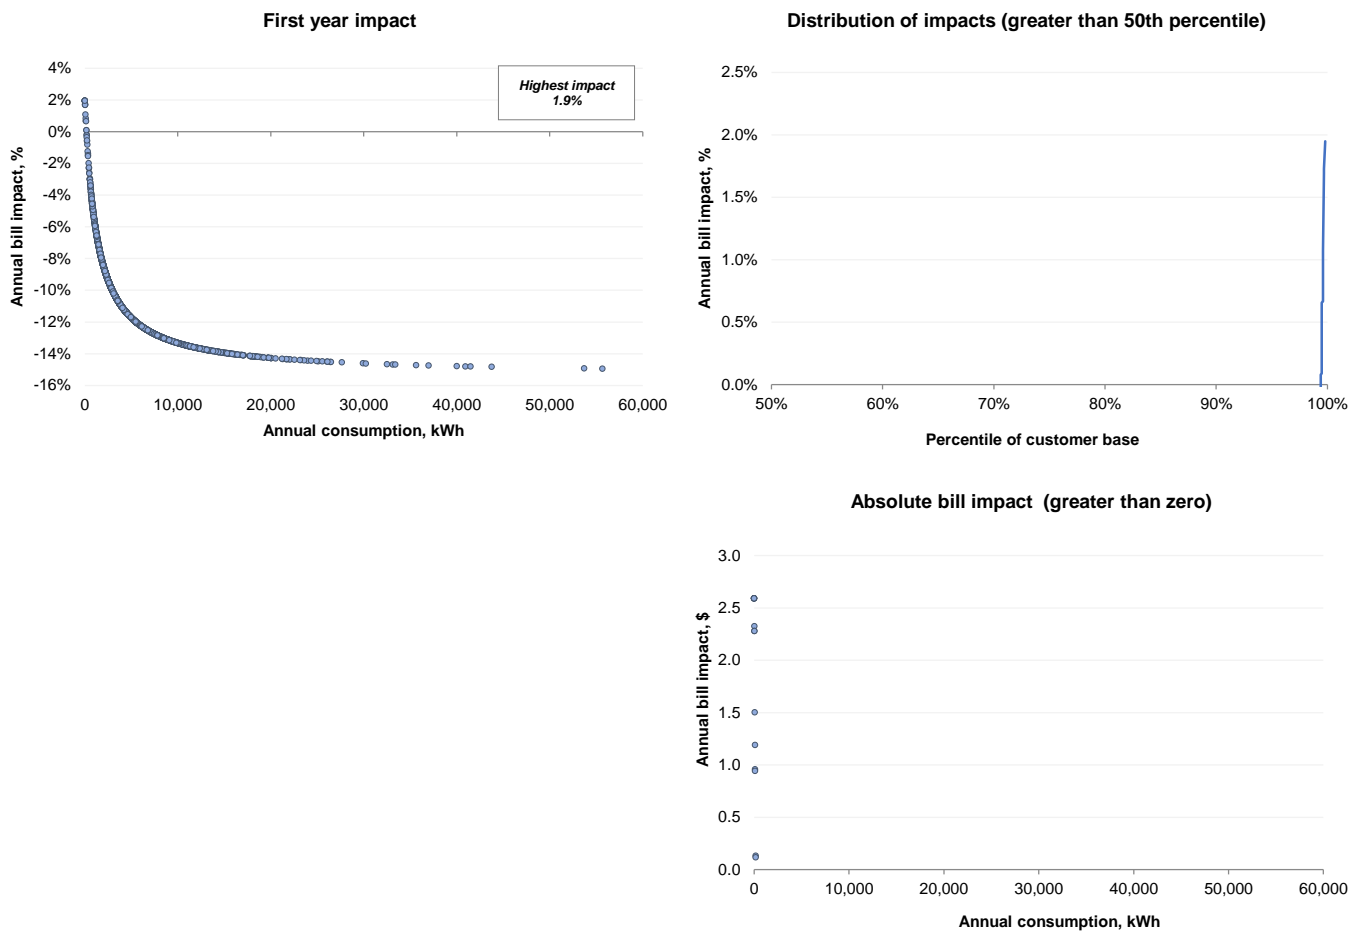 First year impact
Highest impact
1.9%
Annual bill impact, %
4%
2%
0%
-2%
-4%
-6%
-8%
-10%
-12%
-14%
-16%
0 10,000 20,000 30,000 40,000 50,000 60,000
Annual consumption, kWh
Distribution of impacts (greater than 50th percentile)
Annual bill impact, %
2.5%
2.0%
1.5%
1.0%
0.5%
0.0%
50% 60% 70% 80% 90% 100%
Percentile of customer base
Absolute bill impact (greater than zero)
Annual bill impact, $
3.0
2.5
2.0
1.5
1.0
0.5
0.0
0 10,000 20,000 30,000 40,000 50,000 60,000
Annual consumption, kWh